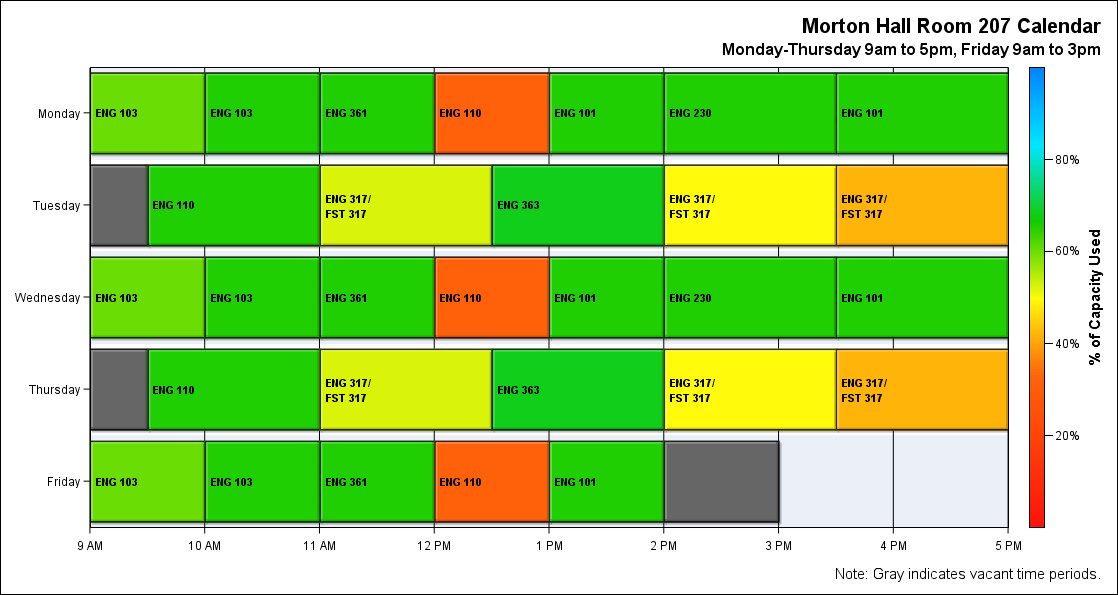 Morton Hall Room 207 Calendar
Monday-Thursday 9am to 5pm, Friday 9am to 3pm
Monday
ENG 103
ENG 103
ENG 361
ENG 110
ENG 101
ENG 230
ENG 101
Tuesday
ENG 110
ENG 317/
FST 317
ENG 363
ENG 317/
FST 317
ENG 317/
FST 317
Wednesday
ENG 103
ENG 103
ENG 361
ENG 110
ENG 101
ENG 230
ENG 101
Thursday
ENG 110
ENG 317/
FST 317
ENG 363
ENG 317/
FST 317
ENG 317/
FST 317
Friday
ENG 103
ENG 103
ENG 361
ENG 110
ENG 101
9 AM
10 AM
11 AM
12 PM
1 PM
2 PM
3 PM
4 PM
5 PM
80%
60%
40%
20%
% of Capacity Used
Note: Gray indicates vacant time periods.